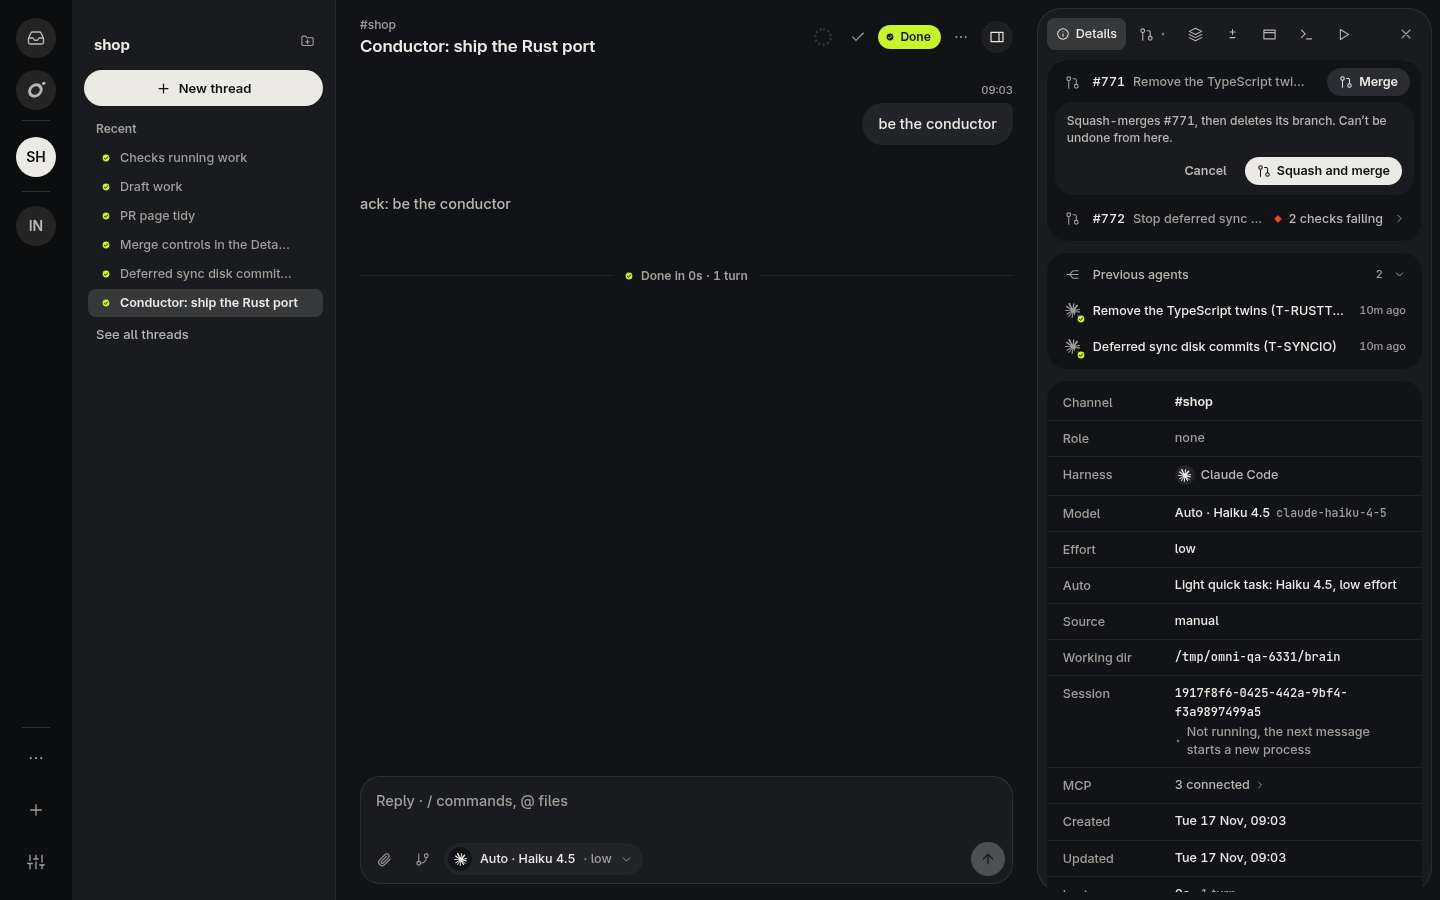 SH
IN
shop
New thread
Recent
Checks running work
Draft work
PR page tidy
Merge controls in the Deta...
Deferred sync disk commit...
Conductor: ship the Rust port
See all threads
#shop
Conductor: ship the Rust port
Done
09:03
be the conductor
ack: be the conductor
Done in 0s · 1 turn
Reply · / commands, @ files
Auto · Haiku 4.5 · low
Details
#771 Remove the TypeScript twi...
Merge
Squash-merges #771, then deletes its branch. Can't be
undone from here.
Cancel
Squash and merge
#772 Stop deferred sync ... 2 checks failing
Previous agents 2
Remove the TypeScript twins (T-RUSTT... 10m ago
Deferred sync disk commits (T-SYNCIO) 10m ago
Channel #shop
Role none
Harness Claude Code
Model Auto · Haiku 4.5 claude-haiku-4-5
Effort low
Auto Light quick task: Haiku 4.5, low effort
Source manual
Working dir /tmp/omni-qa-6331/brain
Session 1917f8f6-0425-442a-9bf4-
f3a9897499a5
· Not running, the next message
starts a new process
MCP 3 connected
Created Tue 17 Nov, 09:03
Updated Tue 17 Nov, 09:03